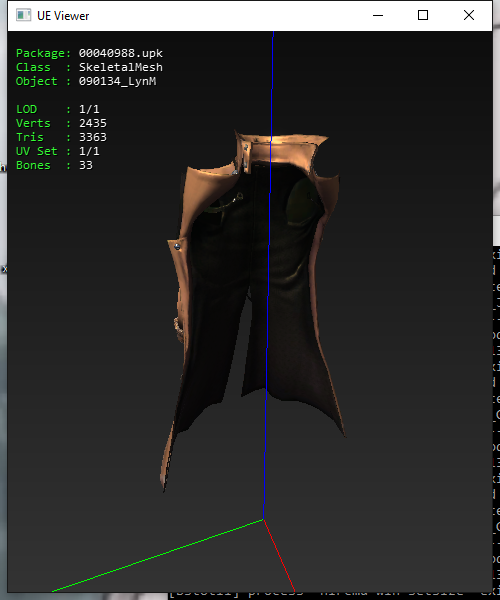 UE Viewer
Package: 00040988.upk
Class : SkeletalMesh
Object : 090134_LynM
LOD : 1/1
Verts : 2435
Tris : 3363
UV Set : 1/1
Bones : 33